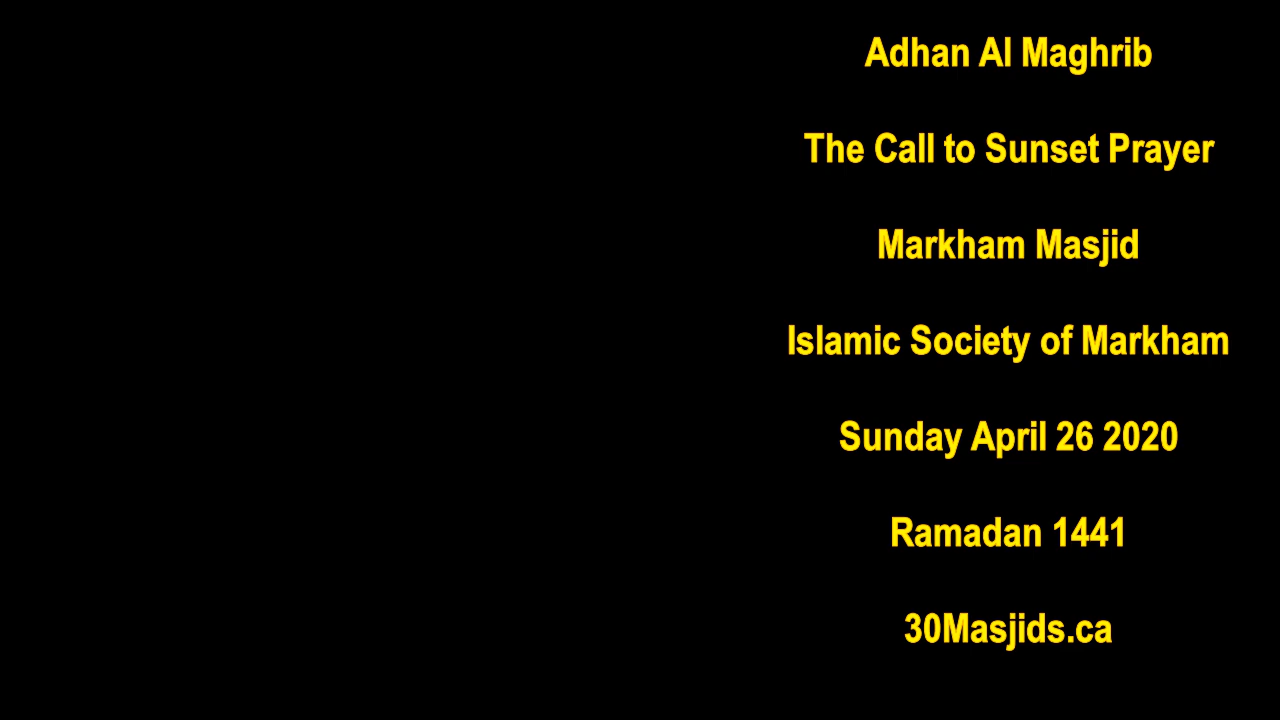 Adhan Al Maghrib
The Call to Sunset Prayer
Markham Masjid
Islamic Society of Markham
Sunday April 26 2020
Ramadan 1441
30Masjids.ca